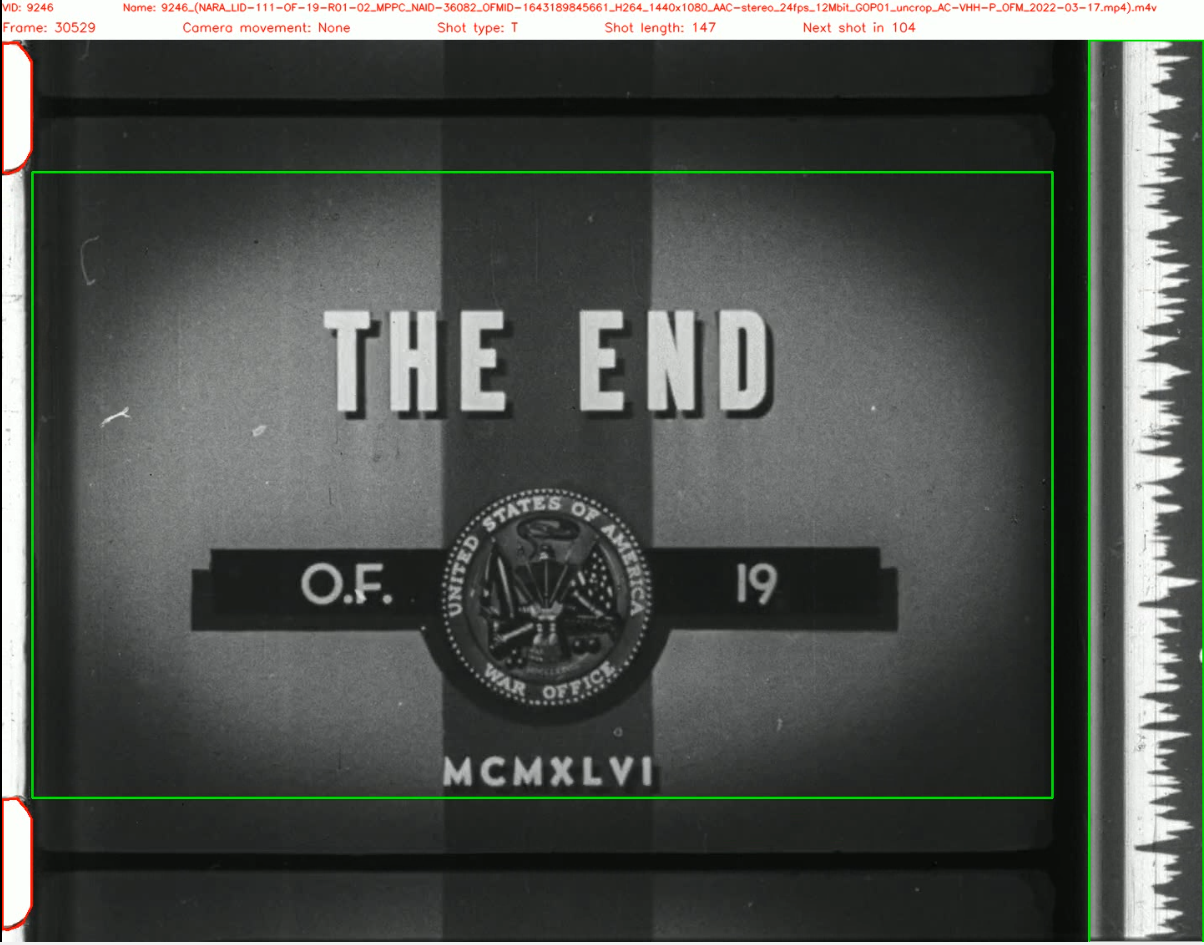 VID: 9246 Name: 9246_(NARA_LID-111-OF-19-R01-02_MPPC_NAID-36082_OFMID-1643189845661_H264_1440x1080_AAC-stereo_24fps_12Mbit_GOP01_uncrop_AC-VHH-P_OFM_2022-03-17.mp4).m4v
Frame: 30529 Camera movement: None Shot type: T Shot length: 147 Next shot in 104
THE END
UNITED STATES OF AMERICA
O.F. 19
WAR OFFICE
MCMXLVI